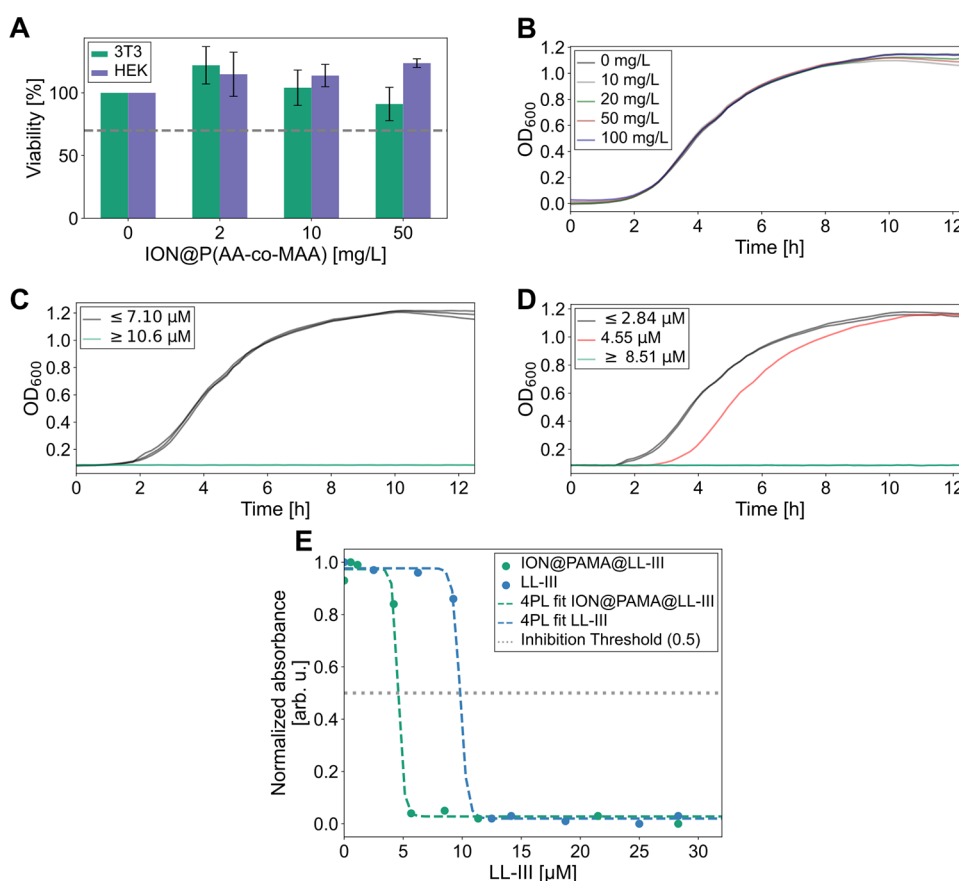 A
3T3
HEK
Viability [%]
100
50
0
0 2 10 50
ION@P(AA-co-MAA) [mg/L]
B
0 mg/L
10 mg/L
20 mg/L
50 mg/L
100 mg/L
OD600
1.2
1.0
0.8
0.6
0.4
0.2
0.0
0 2 4 6 8 10 12
Time [h]
C
≤ 7.10 µM
≥ 10.6 µM
OD600
1.2
1.0
0.8
0.6
0.4
0.2
0 2 4 6 8 10 12
Time [h]
D
≤ 2.84 µM
4.55 µM
≥ 8.51 µM
OD600
1.2
1.0
0.8
0.6
0.4
0.2
0 2 4 6 8 10 12
Time [h]
E
ION@PAMA@LL-III
LL-III
4PL fit ION@PAMA@LL-III
4PL fit LL-III
Inhibition Threshold (0.5)
Normalized absorbance
[arb. u.]
1.0
0.8
0.6
0.4
0.2
0.0
0 5 10 15 20 25 30
LL-III [µM]